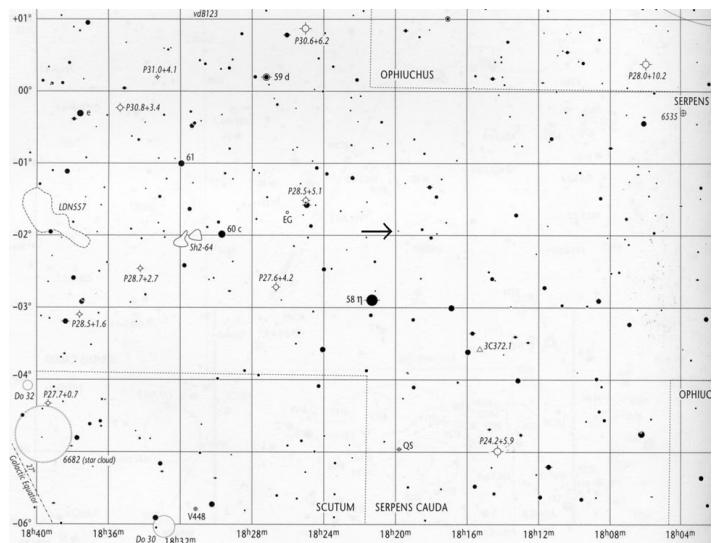 vdB123
+01°
P30.6+6.2
P31.0+4.1
59 d
OPHIUCHUS
P28.0+10.2
00°
P30.8+3.4
e
SERPENS
6535
-01°
61
P28.5+5.1
LDN557
EG
-02°
60 c
Sh2-64
P28.7+2.7
P27.6+4.2
58 η
-03°
P28.5+1.6
3C372.1
-04°
Do 32
P27.7+0.7
OPHIUC
QS
P24.2+5.9
-05°
6682 (star cloud)
27°
Galactic Equator
V448
SCUTUM
SERPENS CAUDA
-06°
Do 30
18h40m
18h36m
18h32m
18h28m
18h24m
18h20m
18h16m
18h12m
18h08m
18h04m